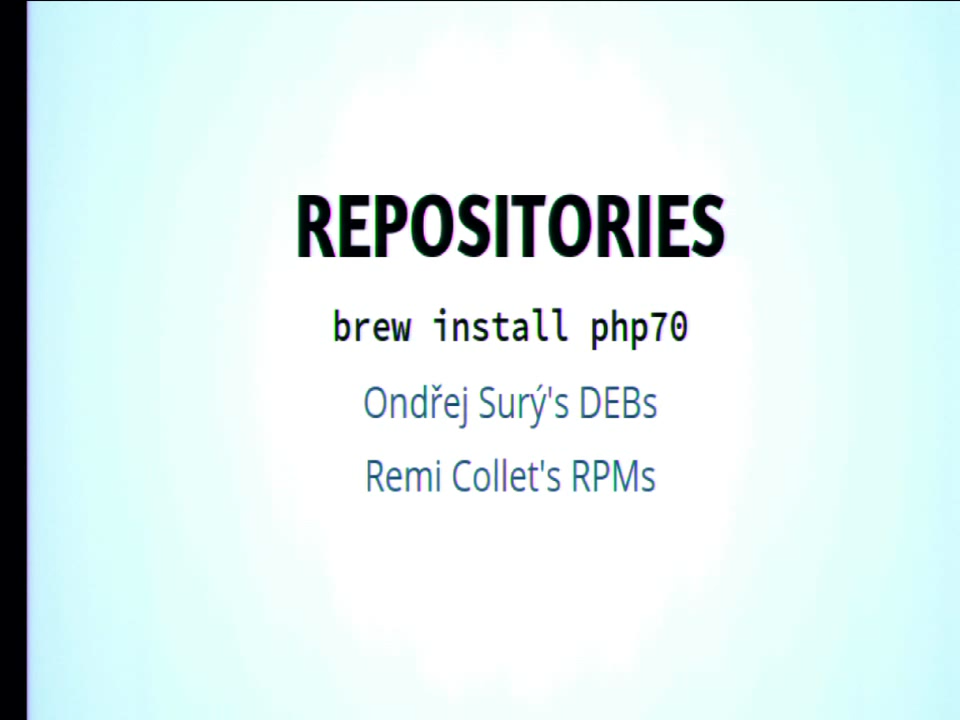 REPOSITORIES
brew install php70
Ondřej Surý's DEBs
Remi Collet's RPMs